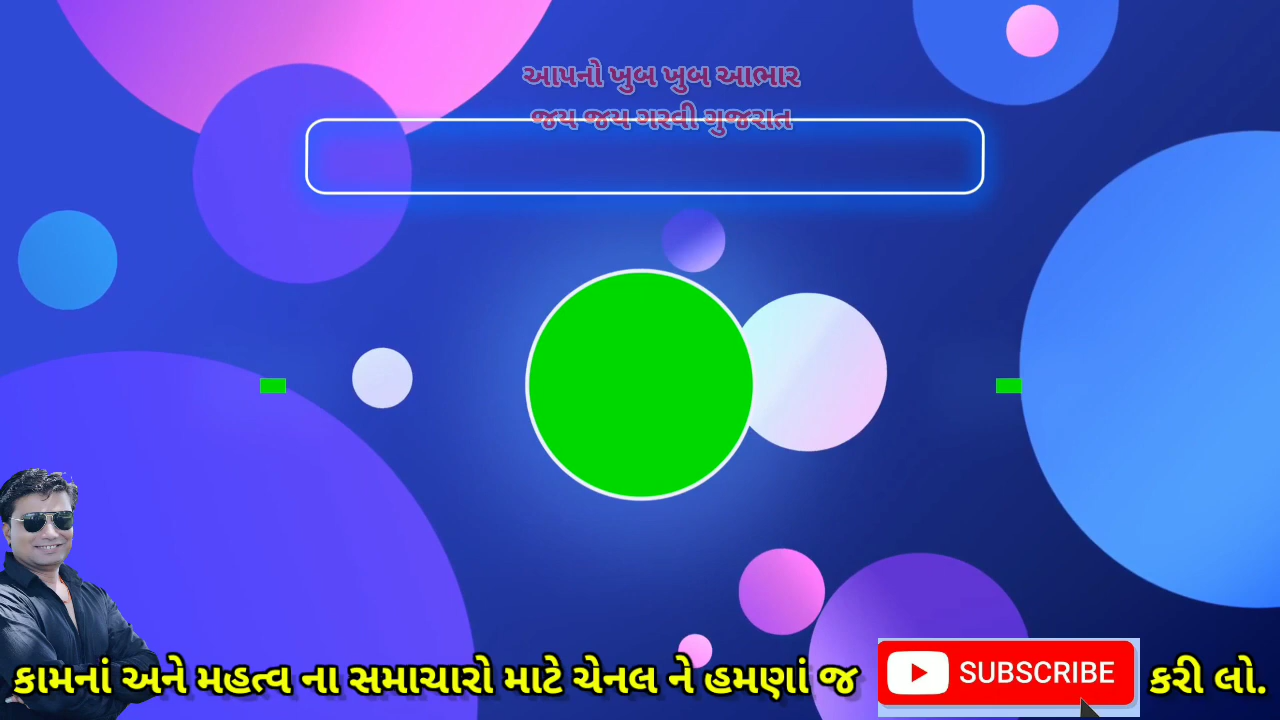 આપનો ખુબ ખુબ આભાર
જય જય ગરવી ગુજરાત
કામનાં અને મહત્વ ના સમાચારો માટે ચેનલ ને હમણાં જ SUBSCRIBE કરી લો.